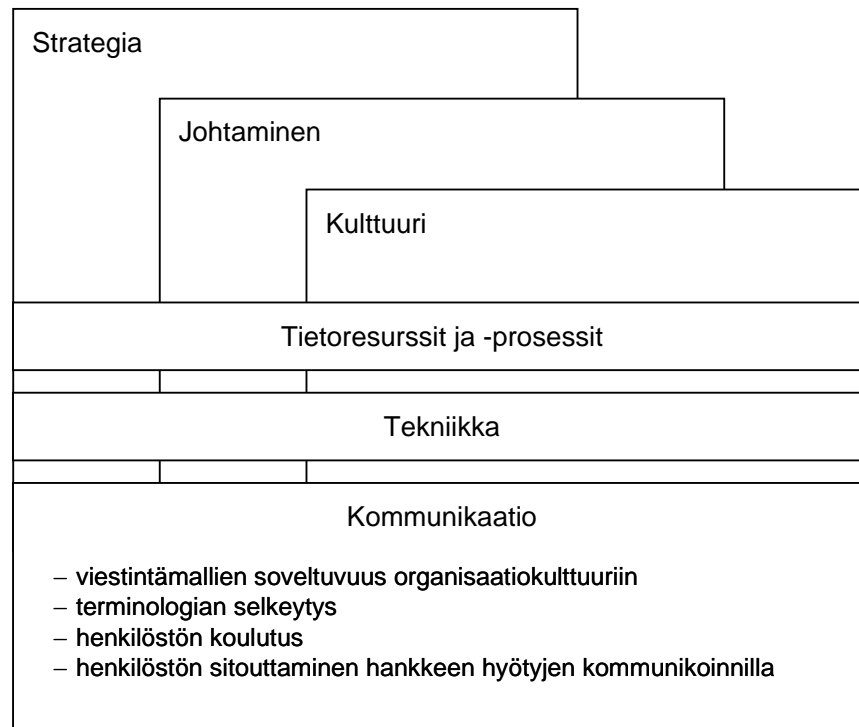 Strategia
Johtaminen
Kulttuuri
Tietoresurssit ja -prosessit
Tekniikka
Kommunikaatio
– viestintämallien soveltuvuus organisaatiokulttuuriin
– terminologian selkeytys
– henkilöstön koulutus
– henkilöstön sitouttaminen hankkeen hyötyjen kommunikoinnilla